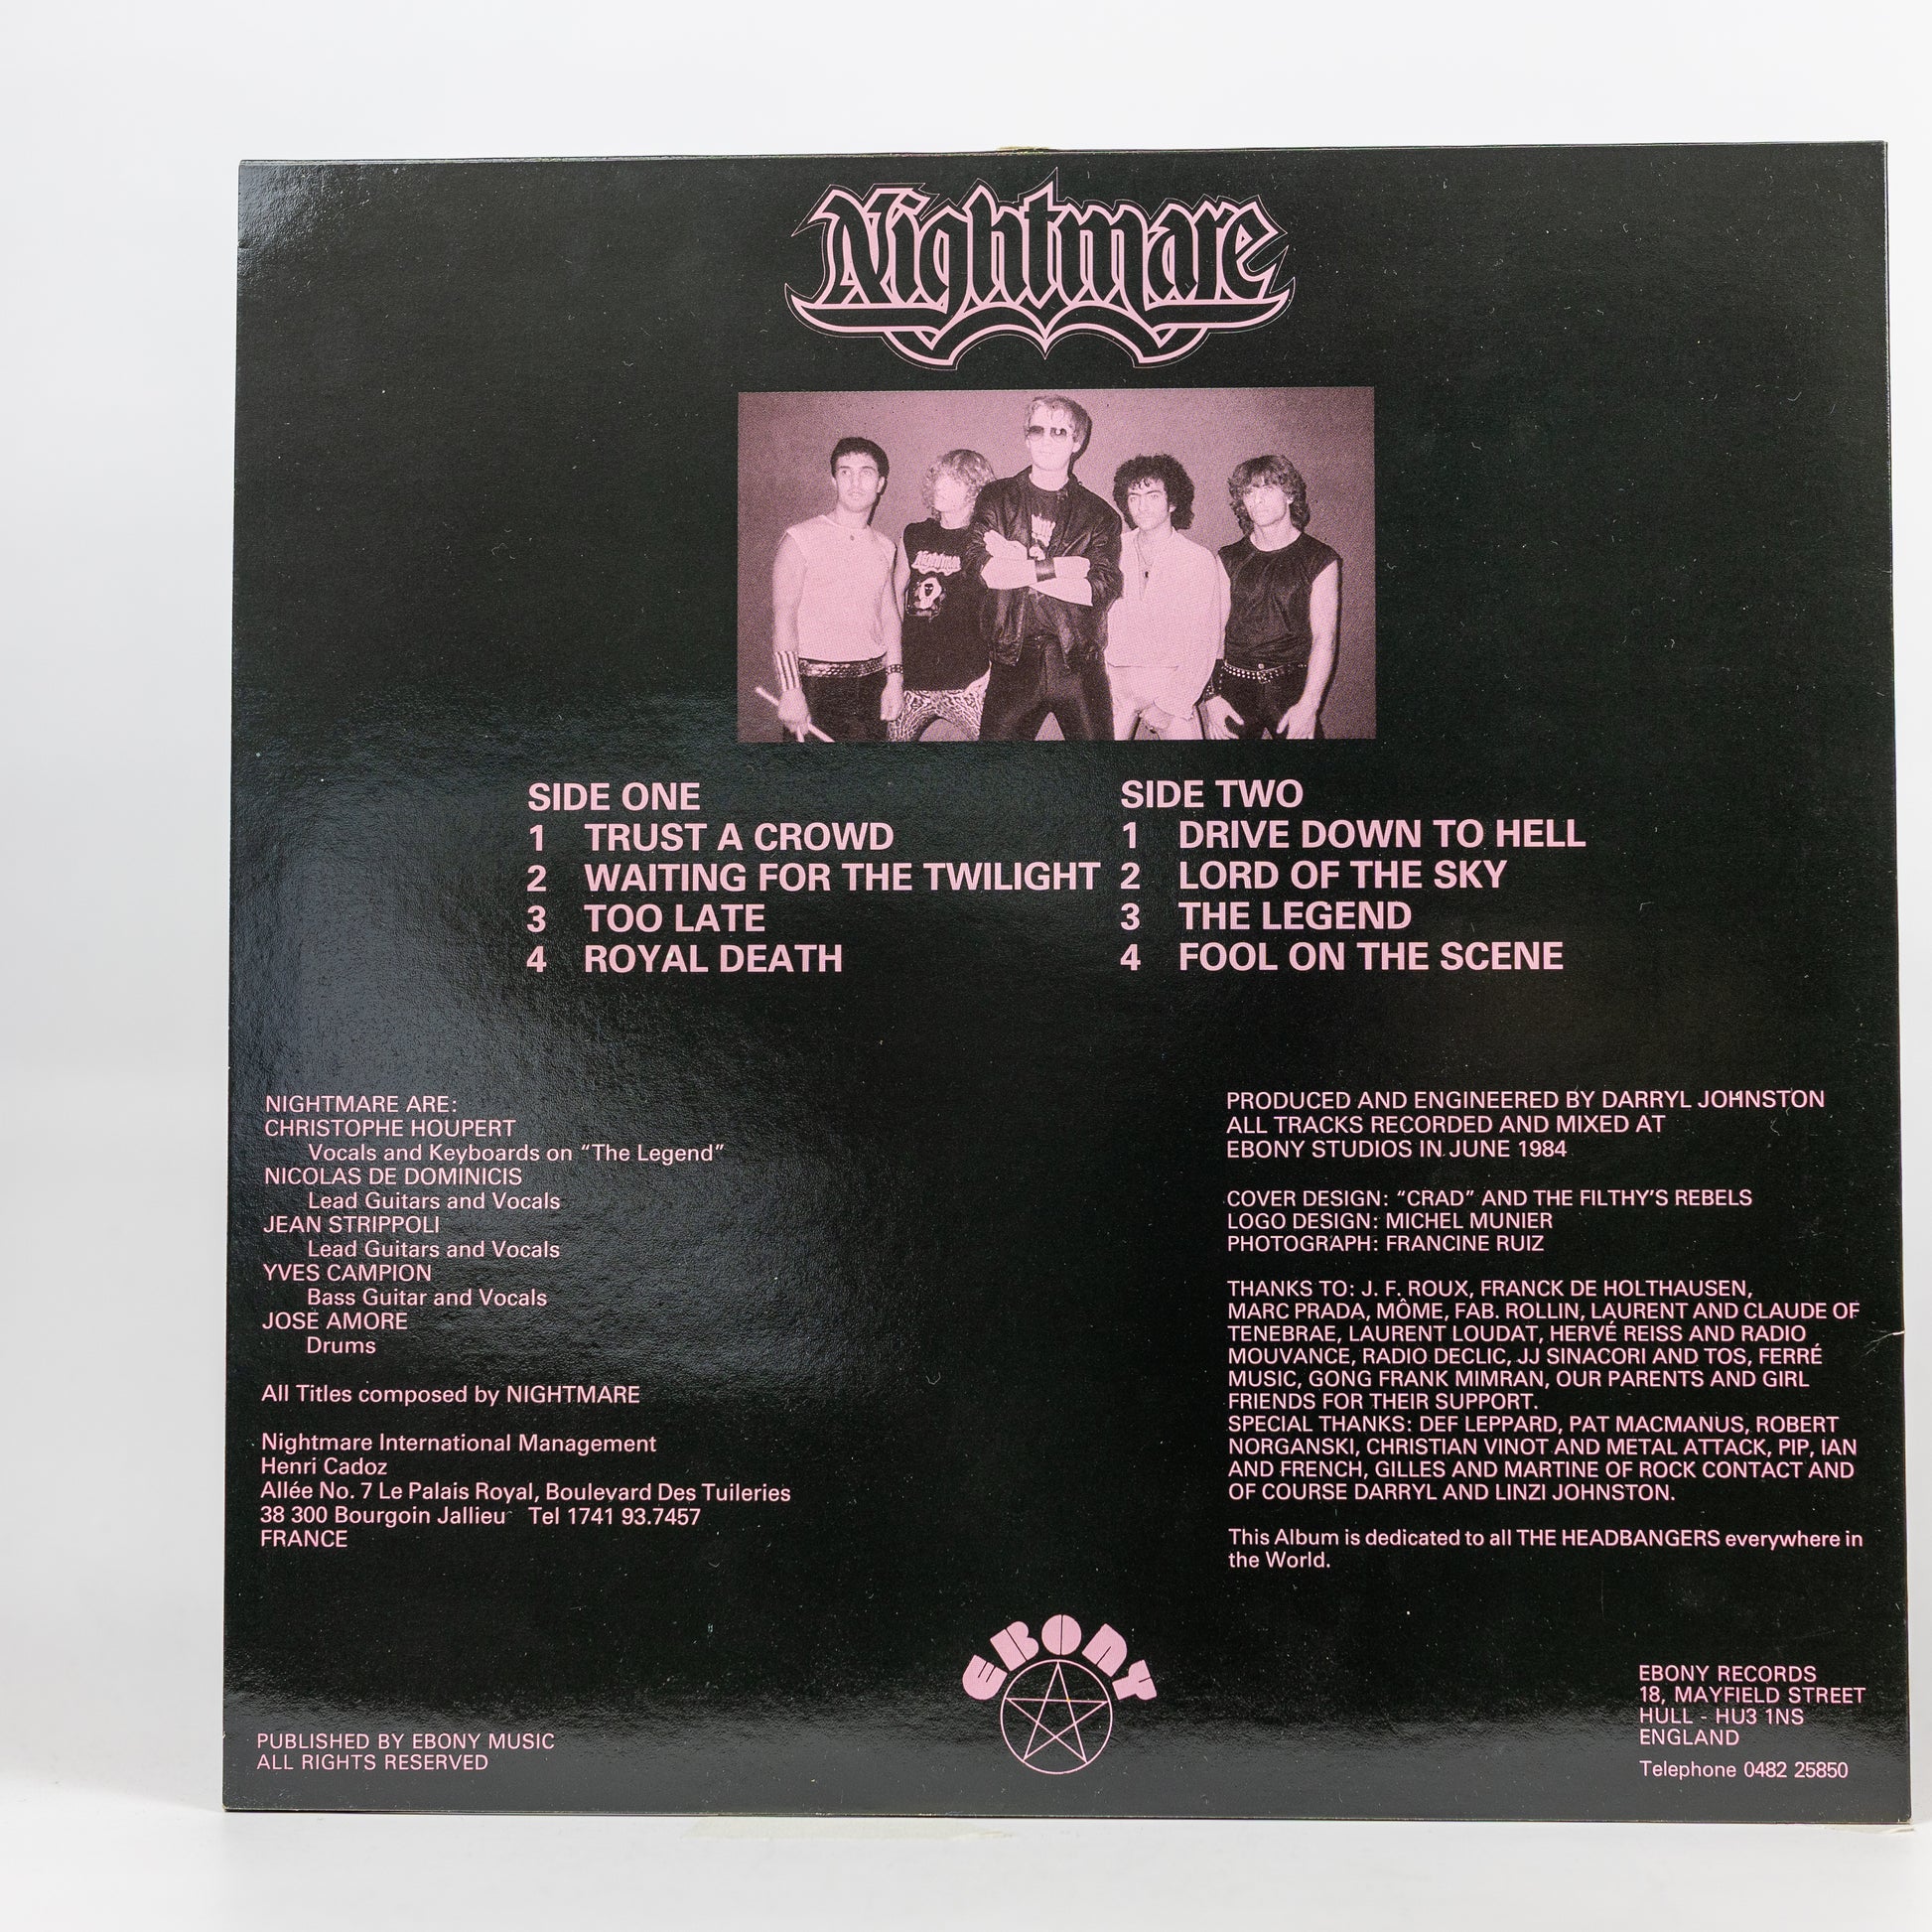 Nightmare
Nightmare
SIDE ONE
1 TRUST A CROWD
2 WAITING FOR THE TWILIGHT
3 TOO LATE
4 ROYAL DEATH
SIDE TWO
1 DRIVE DOWN TO HELL
2 LORD OF THE SKY
3 THE LEGEND
4 FOOL ON THE SCENE
NIGHTMARE ARE:
CHRISTOPHE HOUPERT
Vocals and Keyboards on “The Legend”
NICOLAS DE DOMINICIS
Lead Guitars and Vocals
JEAN STRIPPOLI
Lead Guitars and Vocals
YVES CAMPION
Bass Guitar and Vocals
JOSE AMORE
Drums
All Titles composed by NIGHTMARE
Nightmare International Management
Henri Cadoz
Allée No. 7 Le Palais Royal, Boulevard Des Tuileries
38 300 Bourgoin Jallieu Tel 1741 93.7457
FRANCE
PRODUCED AND ENGINEERED BY DARRYL JOHNSTON
ALL TRACKS RECORDED AND MIXED AT
EBONY STUDIOS IN JUNE 1984
COVER DESIGN: “CRAD” AND THE FILTHY’S REBELS
LOGO DESIGN: MICHEL MUNIER
PHOTOGRAPH: FRANCINE RUIZ
THANKS TO: J. F. ROUX, FRANCK DE HOLTHAUSEN,
MARC PRADA, MÔME, FAB. ROLLIN, LAURENT AND CLAUDE OF
TENEBRAE, LAURENT LOUDAT, HERVÉ REISS AND RADIO
MOUVANCE, RADIO DECLIC, JJ SINACORI AND TOS, FERRÉ
MUSIC, GONG FRANK MIMRAN, OUR PARENTS AND GIRL
FRIENDS FOR THEIR SUPPORT.
SPECIAL THANKS: DEF LEPPARD, PAT MACMANUS, ROBERT
NORGANSKI, CHRISTIAN VINOT AND METAL ATTACK, PIP, IAN
AND FRENCH, GILLES AND MARTINE OF ROCK CONTACT AND
OF COURSE DARRYL AND LINZI JOHNSTON.
This Album is dedicated to all THE HEADBANGERS everywhere in
the World.
EBONY
PUBLISHED BY EBONY MUSIC
ALL RIGHTS RESERVED
EBONY RECORDS
18, MAYFIELD STREET
HULL - HU3 1NS
ENGLAND
Telephone 0482 25850